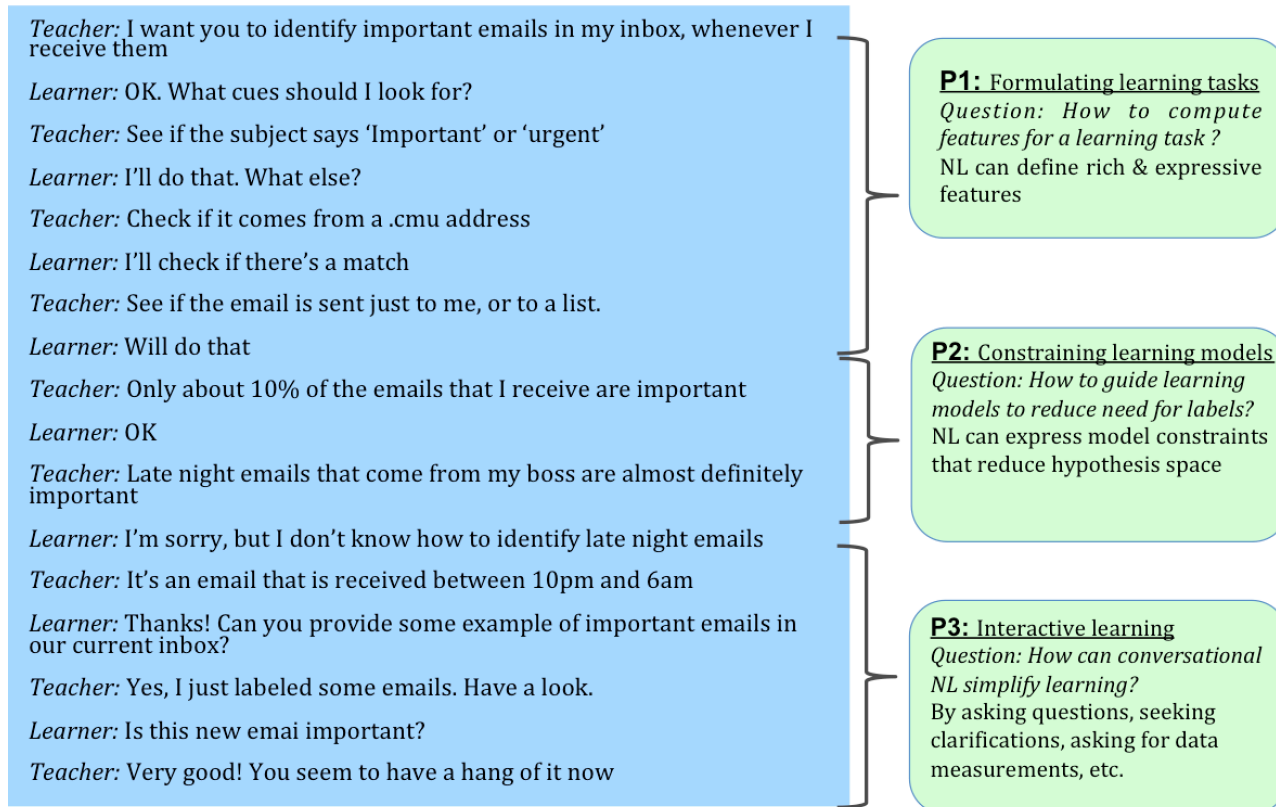 Teacher: I want you to identify important emails in my inbox, whenever I
receive them
Learner: OK. What cues should I look for?
Teacher: See if the subject says ‘Important’ or ‘urgent’
Learner: I’ll do that. What else?
Teacher: Check if it comes from a .cmu address
Learner: I’ll check if there’s a match
Teacher: See if the email is sent just to me, or to a list.
Learner: Will do that
Teacher: Only about 10% of the emails that I receive are important
Learner: OK
Teacher: Late night emails that come from my boss are almost definitely
important
Learner: I’m sorry, but I don’t know how to identify late night emails
Teacher: It’s an email that is received between 10pm and 6am
Learner: Thanks! Can you provide some example of important emails in
our current inbox?
Teacher: Yes, I just labeled some emails. Have a look.
Learner: Is this new emai important?
Teacher: Very good! You seem to have a hang of it now
P1: Formulating learning tasks
Question: How to compute
features for a learning task ?
NL can define rich & expressive
features
P2: Constraining learning models
Question: How to guide learning
models to reduce need for labels?
NL can express model constraints
that reduce hypothesis space
P3: Interactive learning
Question: How can conversational
NL simplify learning?
By asking questions, seeking
clarifications, asking for data
measurements, etc.